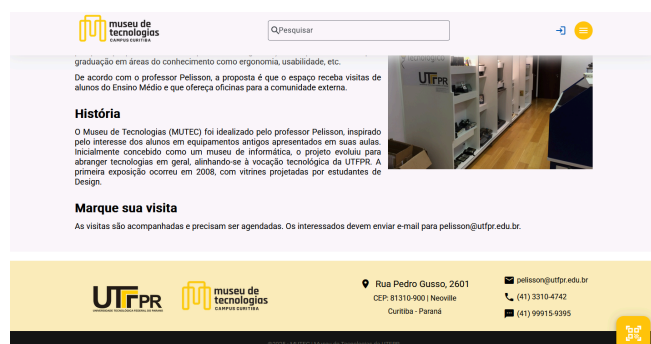 museu de
tecnologias
CAMPUS CURITIBA
Pesquisar
graduação em áreas do conhecimento como ergonomia, usabilidade, etc.
De acordo com o professor Pelisson, a proposta é que o espaço receba visitas de
alunos do Ensino Médio e que ofereça oficinas para a comunidade externa.
História
O Museu de Tecnologias (MUTEC) foi idealizado pelo professor Pelisson, inspirado
pelo interesse dos alunos em equipamentos antigos apresentados em suas aulas.
Inicialmente concebido como um museu de informática, o projeto evoluiu para
abranger tecnologias em geral, alinhando-se à vocação tecnológica da UTFPR. A
primeira exposição ocorreu em 2008, com vitrines projetadas por estudantes de
Design.
Tecnológico
UTFPR
Marque sua visita
As visitas são acompanhadas e precisam ser agendadas. Os interessados devem enviar e-mail para pelisson@utfpr.edu.br.
UTFPR
UNIVERSIDADE TECNOLÓGICA FEDERAL DO PARANÁ
museu de
tecnologias
CAMPUS CURITIBA
Rua Pedro Gusso, 2601
CEP: 81310-900 | Neoville
Curitiba - Paraná
pelisson@utfpr.edu.br
(41) 3310-4742
(41) 99915-9395